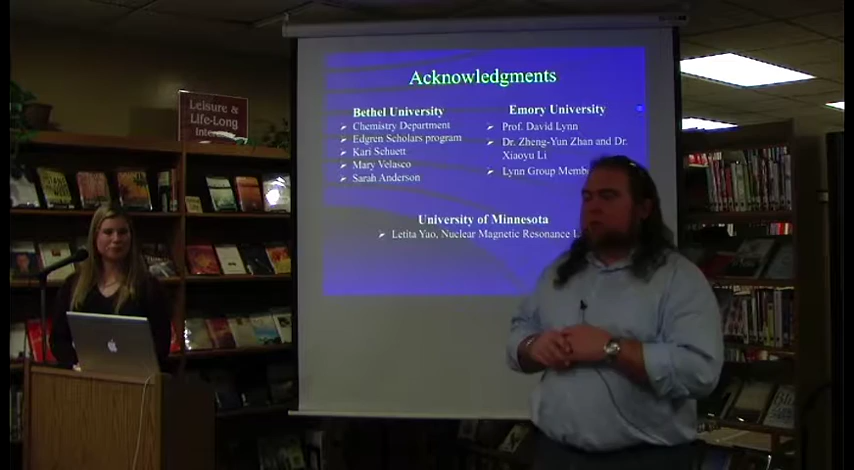 Leisure &
Life-Long
Acknowledgments
Bethel University
➢ Chemistry Department
➢ Edgren Scholars program
➢ Kari Schuett
➢ Mary Velasco
➢ Sarah Anderson
Emory University
➢ Prof. David Lynn
➢ Dr. Zheng-Yun Zhan and Dr.
Xiaoyu Li
➢ Lynn Group
University of Minnesota
➢ Letita Yao, Nuclear Magnetic Resonance